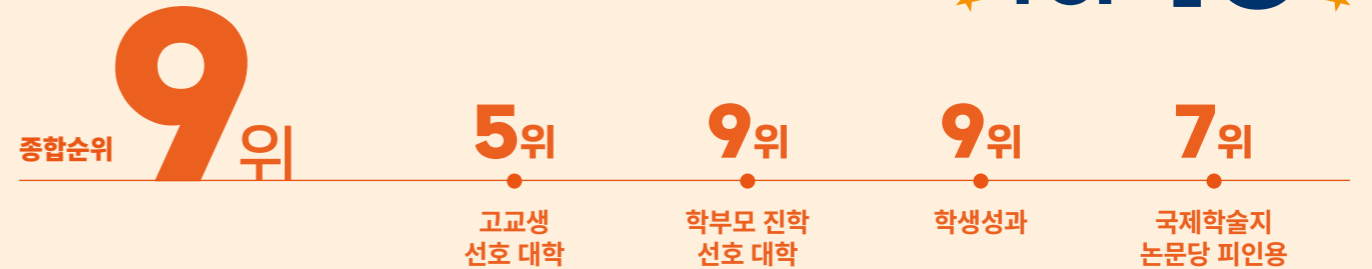 종합순위 9위
5위
고교생
선호 대학
9위
학부모 진학
선호 대학
9위
학생성과
7위
국제학술지
논문당 피인용